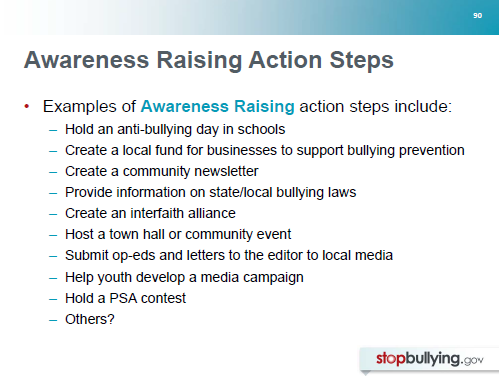 90
Awareness Raising Action Steps
• Examples of Awareness Raising action steps include:
– Hold an anti-bullying day in schools
– Create a local fund for businesses to support bullying prevention
– Create a community newsletter
– Provide information on state/local bullying laws
– Create an interfaith alliance
– Host a town hall or community event
– Submit op-eds and letters to the editor to local media
– Help youth develop a media campaign
– Hold a PSA contest
– Others?
stopbullying.gov